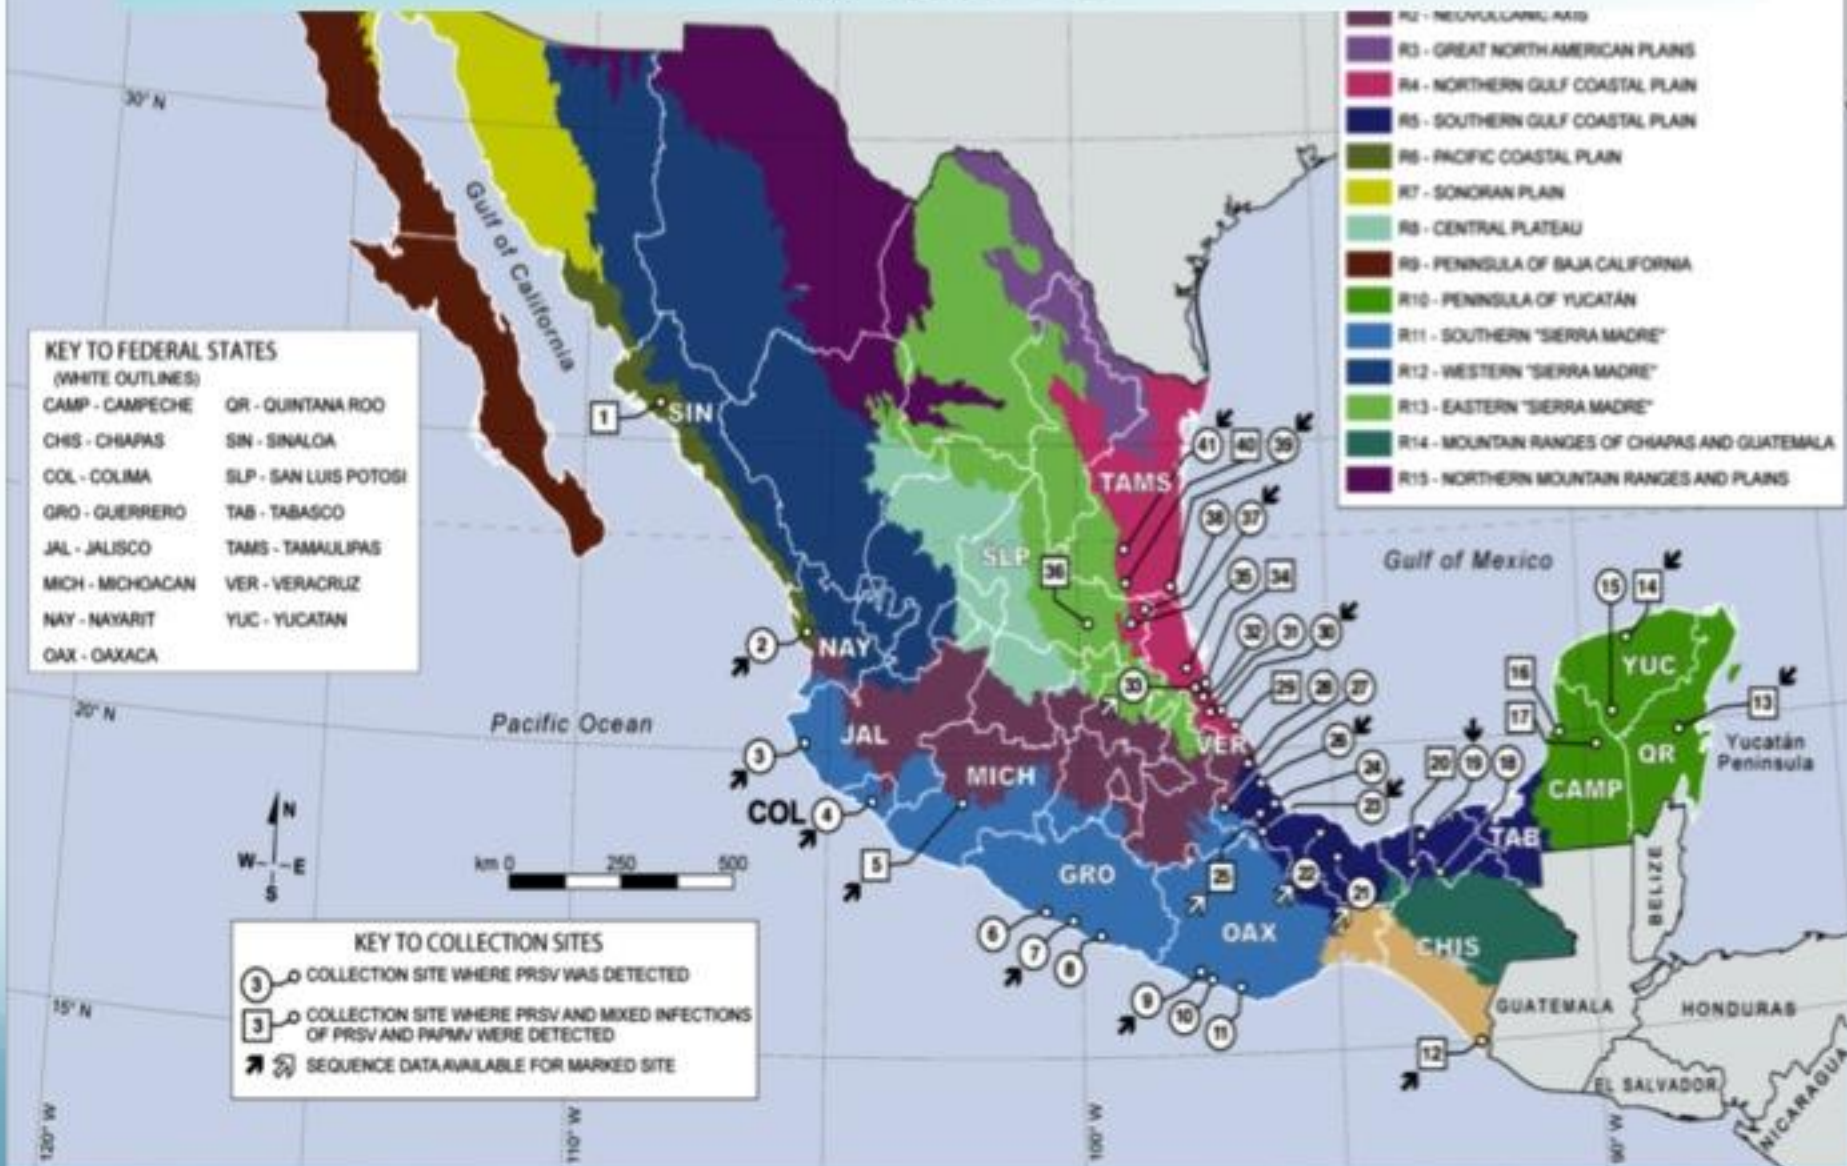 R2 - NEOVOLCANIC AXIS
R3 - GREAT NORTH AMERICAN PLAINS
R4 - NORTHERN GULF COASTAL PLAIN
R5 - SOUTHERN GULF COASTAL PLAIN
R6 - PACIFIC COASTAL PLAIN
R7 - SONORAN PLAIN
R8 - CENTRAL PLATEAU
R9 - PENINSULA OF BAJA CALIFORNIA
R10 - PENINSULA OF YUCATÁN
R11 - SOUTHERN "SIERRA MADRE"
R12 - WESTERN "SIERRA MADRE"
R13 - EASTERN "SIERRA MADRE"
R14 - MOUNTAIN RANGES OF CHIAPAS AND GUATEMALA
R15 - NORTHERN MOUNTAIN RANGES AND PLAINS
30° N
Gulf of California
KEY TO FEDERAL STATES
(WHITE OUTLINES)
CAMP - CAMPECHE QR - QUINTANA ROO
CHIS - CHIAPAS SIN - SINALOA
COL - COLIMA SLP - SAN LUIS POTOSI
GRO - GUERRERO TAB - TABASCO
JAL - JALISCO TAMS - TAMAULIPAS
MICH - MICHOACAN VER - VERACRUZ
NAY - NAYARIT YUC - YUCATAN
OAX - OAXACA
1 SIN
41 40 39
TAMS
38 37
SLP
36
35 34
Gulf of Mexico
15 14
32 31 30
2 NAY
33
YUC
16
29 28 27
13
20° N
Pacific Ocean
17
JAL
VER
26
QR
Yucatán
Peninsula
3
MICH
24
20 19 18
CAMP
COL 4
23
TAB
N
W E
S
km 0 250 500
5
GRO
25
22
21
BELIZE
6
7
8
OAX
CHIS
9
10
11
12
GUATEMALA
HONDURAS
EL SALVADOR
NICARAGUA
KEY TO COLLECTION SITES
3 COLLECTION SITE WHERE PRSV WAS DETECTED
3 COLLECTION SITE WHERE PRSV AND MIXED INFECTIONS
OF PRSV AND PAPMV WERE DETECTED
SEQUENCE DATA AVAILABLE FOR MARKED SITE
15° N
120° W
110° W
100° W
90° W